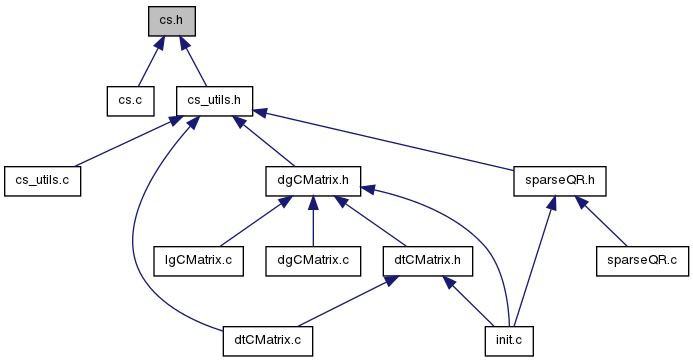 cs.h
cs.c
cs_utils.h
cs_utils.c
dgCMatrix.h
sparseQR.h
lgCMatrix.c
dgCMatrix.c
dtCMatrix.h
sparseQR.c
dtCMatrix.c
init.c